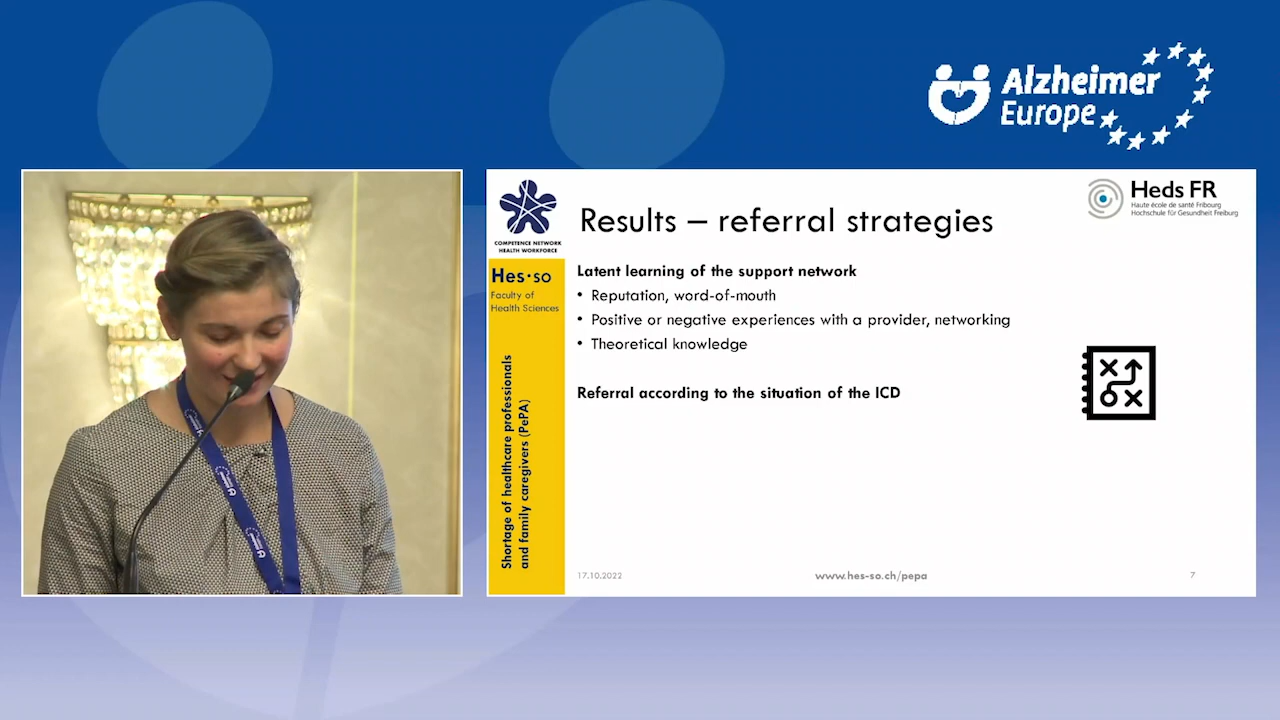 Alzheimer
Europe
COMPETENCE NETWORK
HEALTH WORKFORCE
Results – referral strategies
Heds FR
Haute école de santé Fribourg
Hochschule für Gesundheit Freiburg
Hes·so
Faculty of
Health Sciences
Shortage of healthcare professionals
and family caregivers (PePA)
Latent learning of the support network
• Reputation, word-of-mouth
• Positive or negative experiences with a provider, networking
• Theoretical knowledge
Referral according to the situation of the ICD
17.10.2022
www.hes-so.ch/pepa
7